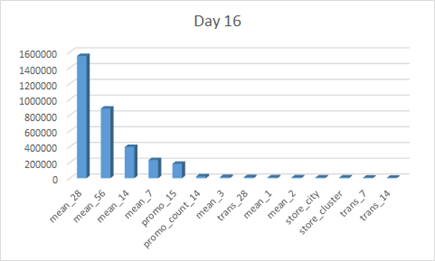 Day 16
1600000
1400000
1200000
1000000
800000
600000
400000
200000
0
mean_28
mean_56
mean_14
mean_7
promo_15
promo_count_14
mean_3
trans_28
mean_1
mean_2
store_city
store_cluster
trans_7
trans_14